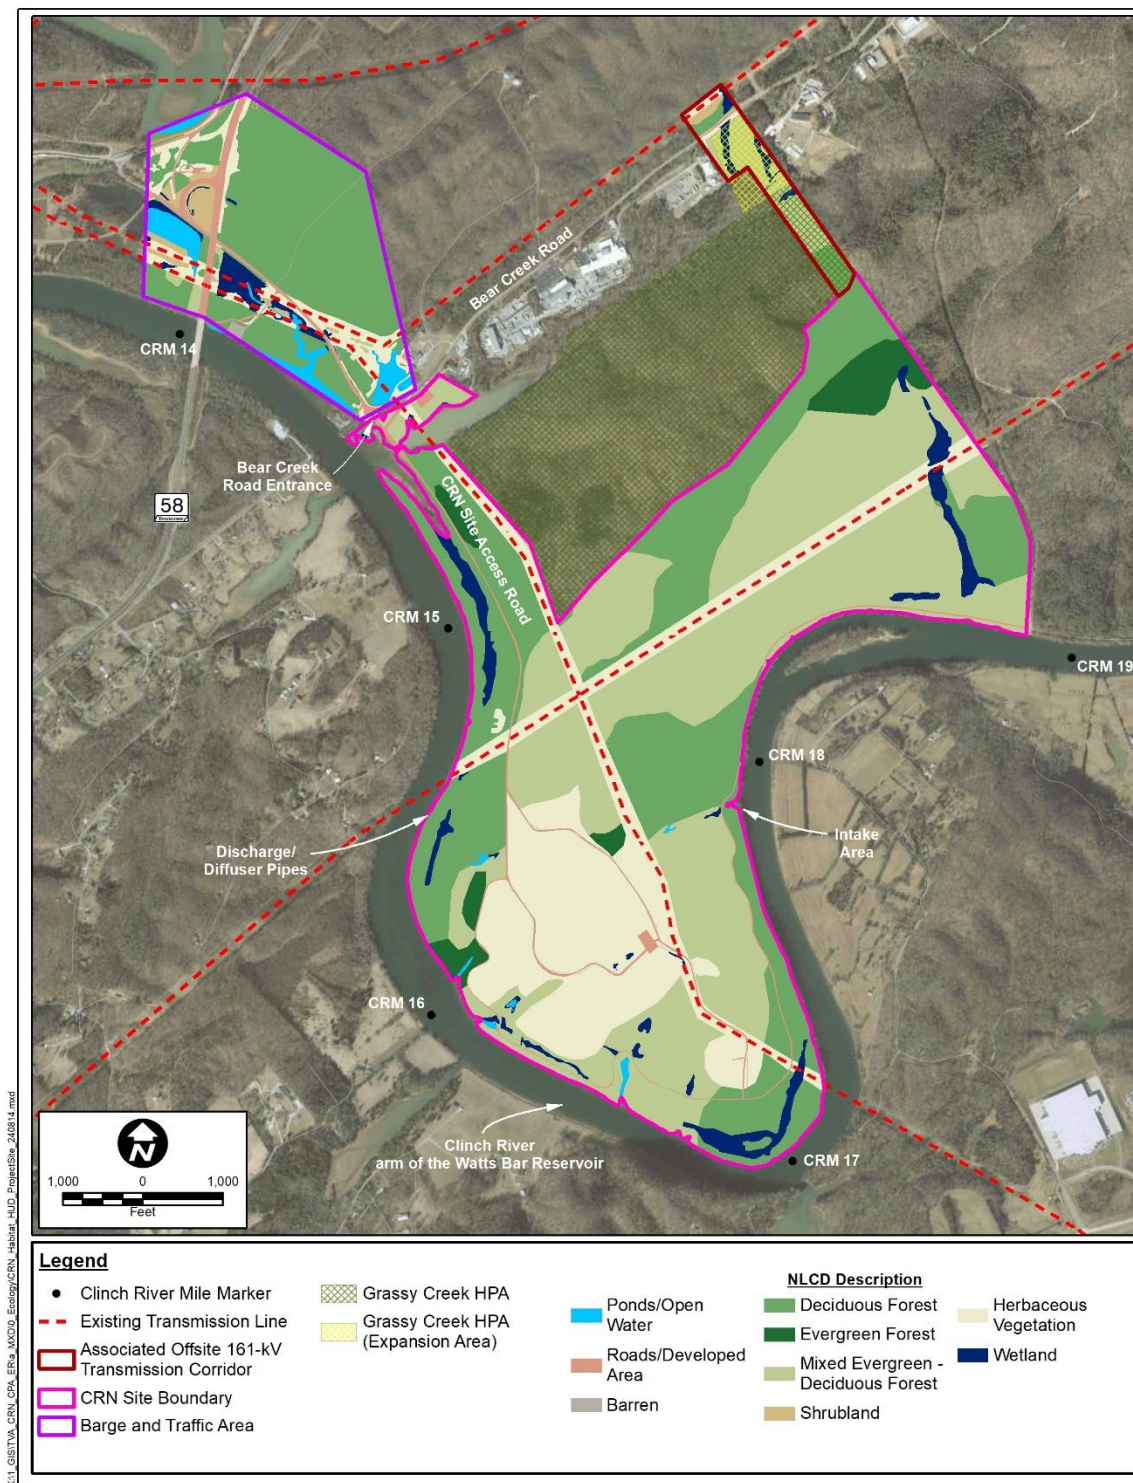 Bear Creek Road
CRM 14
Bear Creek
Road Entrance
58
Tennessee
CRN Site Access Road
CRM 15
CRM 19
CRM 18
Intake
Area
Discharge/
Diffuser Pipes
CRM 16
Clinch River
arm of the Watts Bar Reservoir
CRM 17
N
1,000 0 1,000
Feet
Legend
Clinch River Mile Marker
Existing Transmission Line
Associated Offsite 161-kV
Transmission Corridor
CRN Site Boundary
Barge and Traffic Area
Grassy Creek HPA
Grassy Creek HPA
(Expansion Area)
Ponds/Open
Water
Roads/Developed
Area
Barren
NLCD Description
Deciduous Forest
Evergreen Forest
Mixed Evergreen -
Deciduous Forest
Shrubland
Herbaceous
Vegetation
Wetland